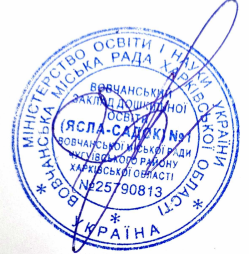 МІНІСТЕРСТВО ОСВІТИ І НАУКИ УКРАЇНИ
ВОВЧАНСЬКА МІСЬКА РАДА ХАРКІВСЬКОЇ ОБЛАСТІ
ВОВЧАНСЬКИЙ
ЗАКЛАД ДОШКІЛЬНОЇ
ОСВІТИ
(ЯСЛА-САДОК) №1
ВОВЧАНСЬКОЇ МІСЬКОЇ РАДИ
ЧУГУЇВСЬКОГО РАЙОНУ
ХАРКІВСЬКОЇ ОБЛАСТІ
№25790813
* УКРАЇНА *